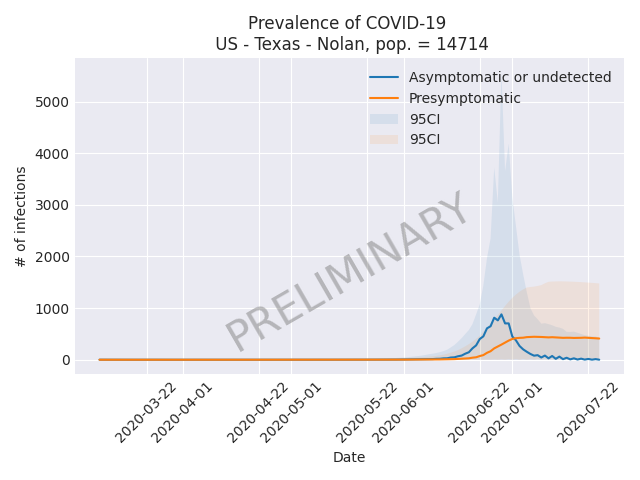 Prevalence of COVID-19
US - Texas - Nolan, pop. = 14714
Asymptomatic or undetected
Presymptomatic
95CI
95CI
5000
4000
3000
2000
1000
0
# of infections
PRELIMINARY
2020-03-22
2020-04-01
2020-04-22
2020-05-01
2020-05-22
2020-06-01
2020-06-22
2020-07-01
2020-07-22
Date